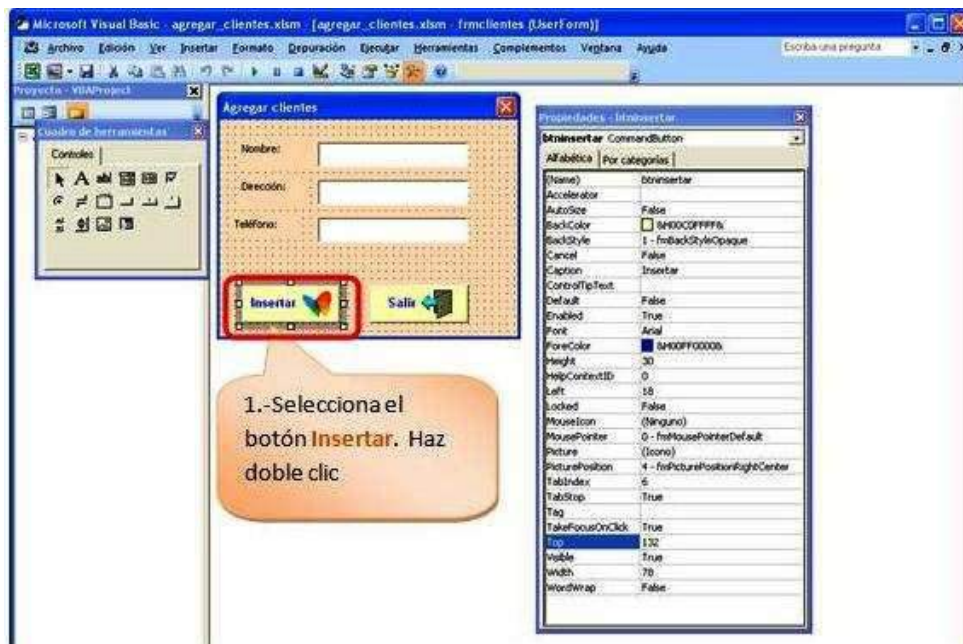 Microsoft Visual Basic - agregar_clientes.xlsm - [agregar_clientes.xlsm - frmclientes (UserForm)]
Archivo Edición Ver Insertar Formato Depuración Ejecutar Herramientas Complementos Ventana Ayuda
Escriba una pregunta
Proyecto - VBAProject
Cuadro de herramientas
Controles
Agregar clientes
Nombre:
Dirección:
Teléfono:
Insertar
Salir
1.-Selecciona el
botón Insertar. Haz
doble clic
Propiedades - btninsertar
btninsertar CommandButton
Alfabética Por categorías
(Name) btninsertar
Accelerator
AutoSize False
BackColor &H00C0FFFF&
BackStyle 1 - fmBackStyleOpaque
Cancel False
Caption Insertar
ControlTipText
Default False
Enabled True
Font Arial
ForeColor &H00FF0000&
Height 30
HelpContextID 0
Left 18
Locked False
MouseIcon (Ninguno)
MousePointer 0 - fmMousePointerDefault
Picture (Icono)
PicturePosition 4 - fmPicturePositionRightCenter
TabIndex 6
TabStop True
Tag
TakeFocusOnClick True
Top 132
Visible True
Width 78
WordWrap False